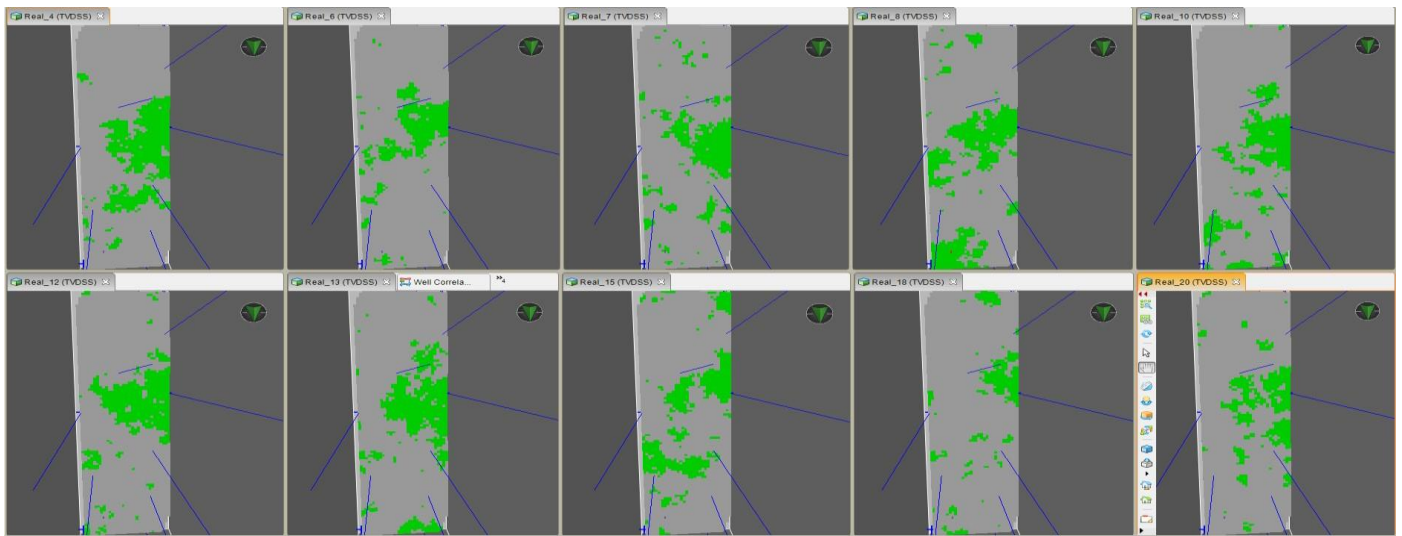 Real_4 (TVDSS)
Real_6 (TVDSS)
Real_7 (TVDSS)
Real_8 (TVDSS)
Real_10 (TVDSS)
Real_12 (TVDSS)
Real_13 (TVDSS)
Well Correla...
4
Real_15 (TVDSS)
Real_18 (TVDSS)
Real_20 (TVDSS)